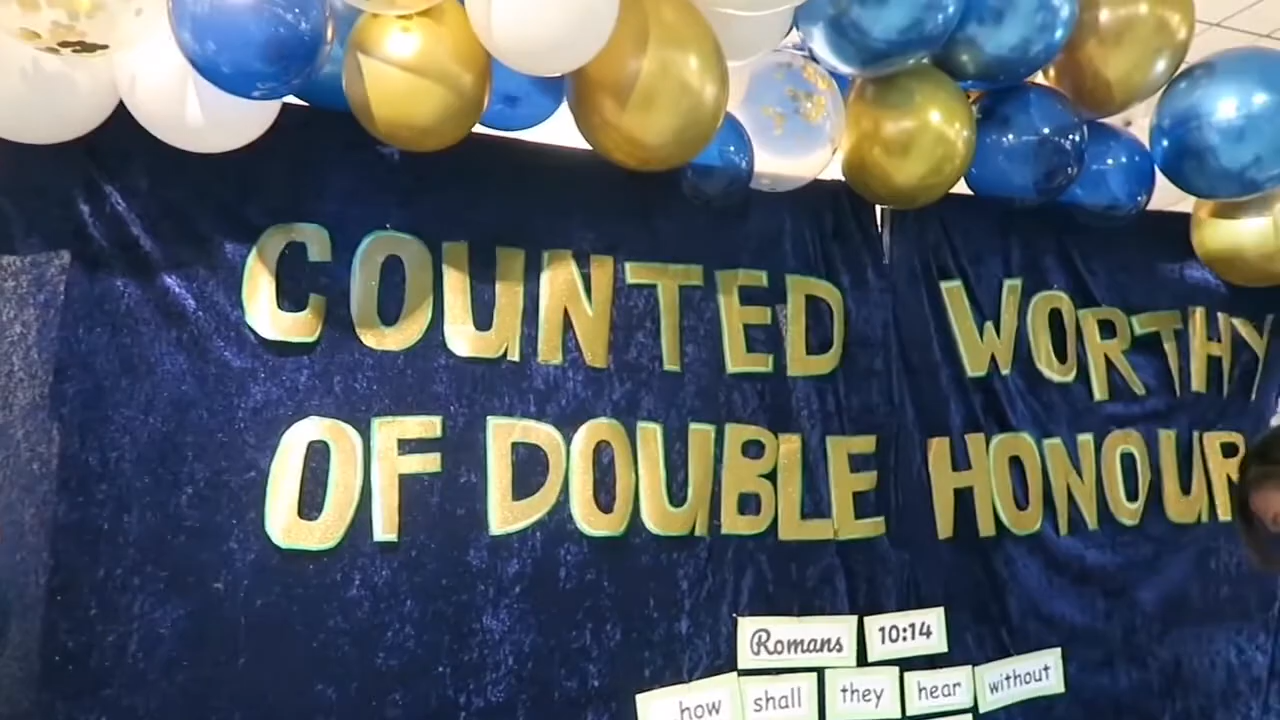 COUNTED WORTHY
OF DOUBLE HONOUR
Romans 10:14
...how shall they hear without